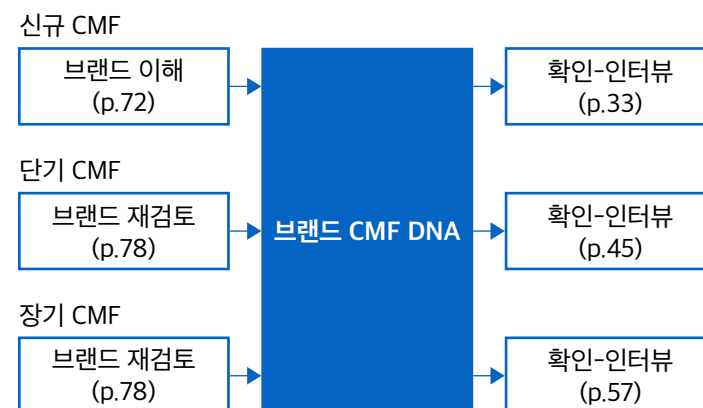 신규 CMF
브랜드 이해
(p.72)
확인-인터뷰
(p.33)
단기 CMF
브랜드 재검토
(p.78)
브랜드 CMF DNA
확인-인터뷰
(p.45)
장기 CMF
브랜드 재검토
(p.78)
확인-인터뷰
(p.57)